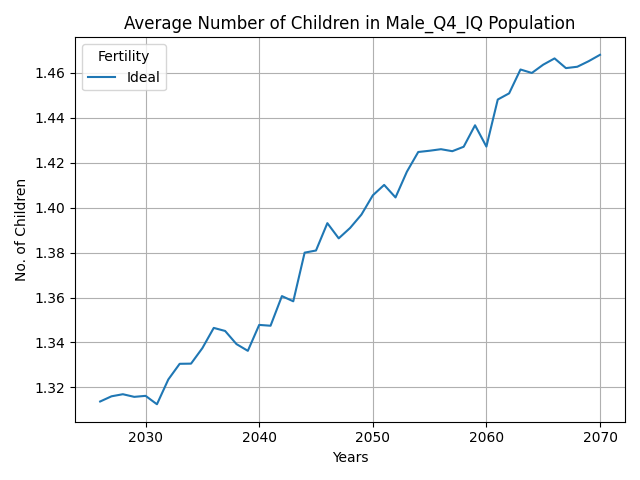 Average Number of Children in Male_Q4_IQ Population
Fertility
Ideal
No. of Children
1.46
1.44
1.42
1.40
1.38
1.36
1.34
1.32
2030 2040 2050 2060 2070
Years